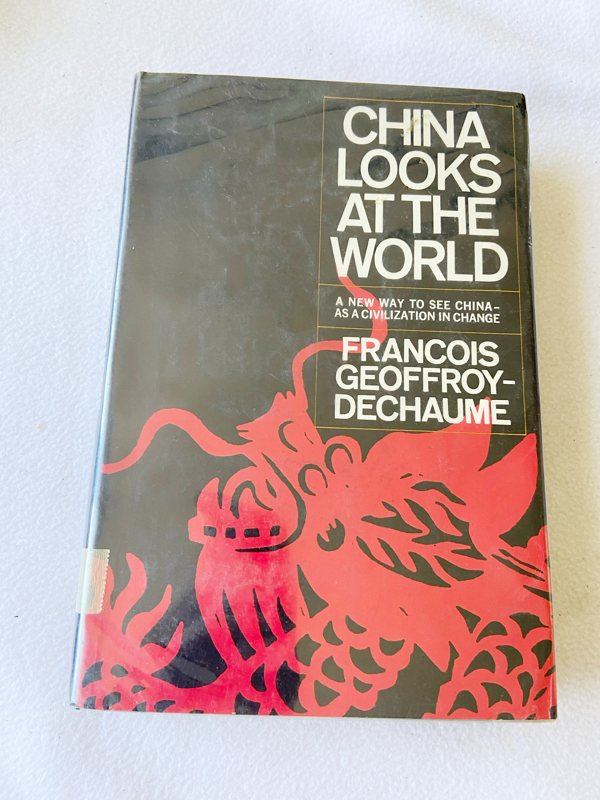 CHINA
LOOKS
AT THE
WORLD
A NEW WAY TO SEE CHINA–
AS A CIVILIZATION IN CHANGE
FRANCOIS
GEOFFROY-
DECHAUME